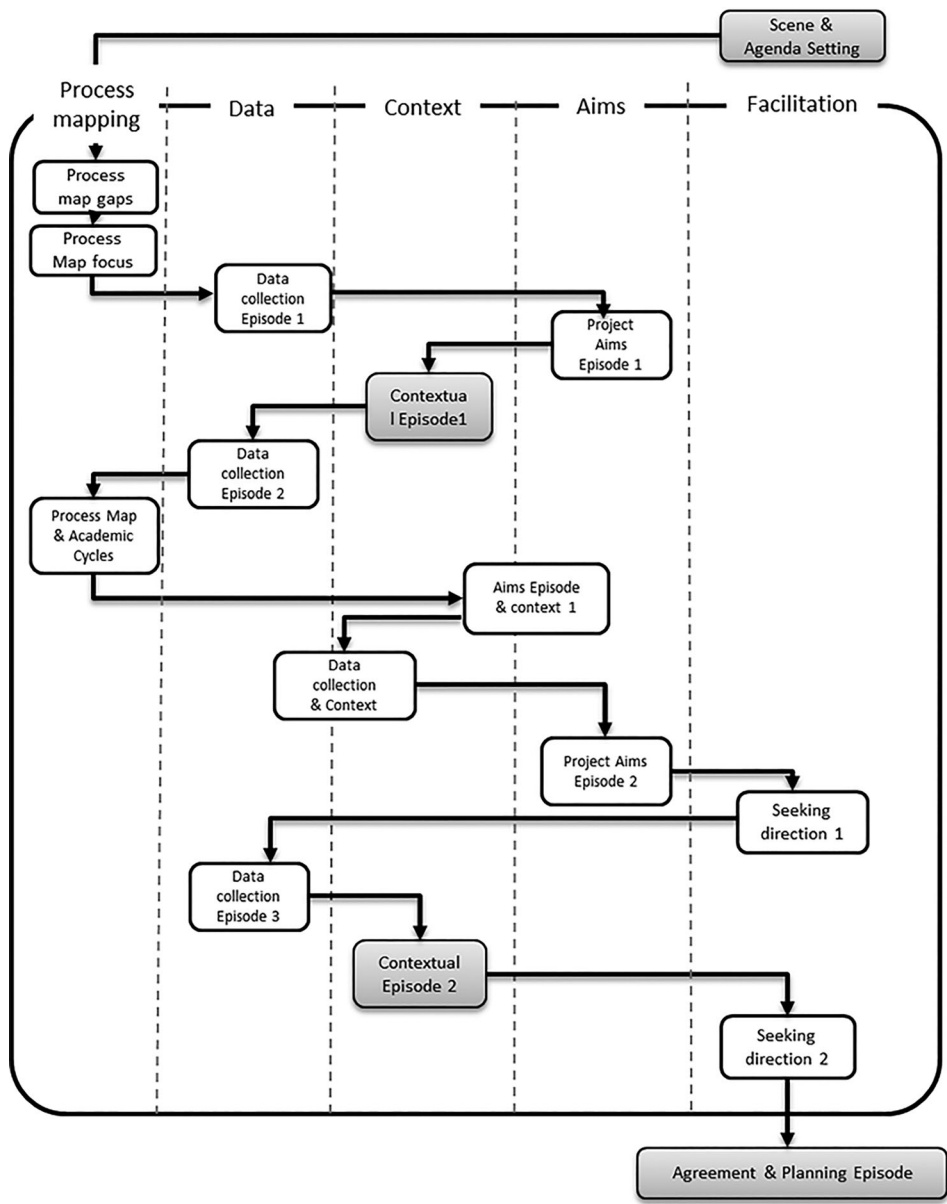 Scene &
Agenda Setting
Process
mapping
Data
Context
Aims
Facilitation
Process
map gaps
Process
Map focus
Data
collection
Episode 1
Project
Aims
Episode 1
Contextua
l Episode1
Data
collection
Episode 2
Process Map
& Academic
Cycles
Aims Episode
& context 1
Data
collection
& Context
Project Aims
Episode 2
Seeking
direction 1
Data
collection
Episode 3
Contextual
Episode 2
Seeking
direction 2
Agreement & Planning Episode